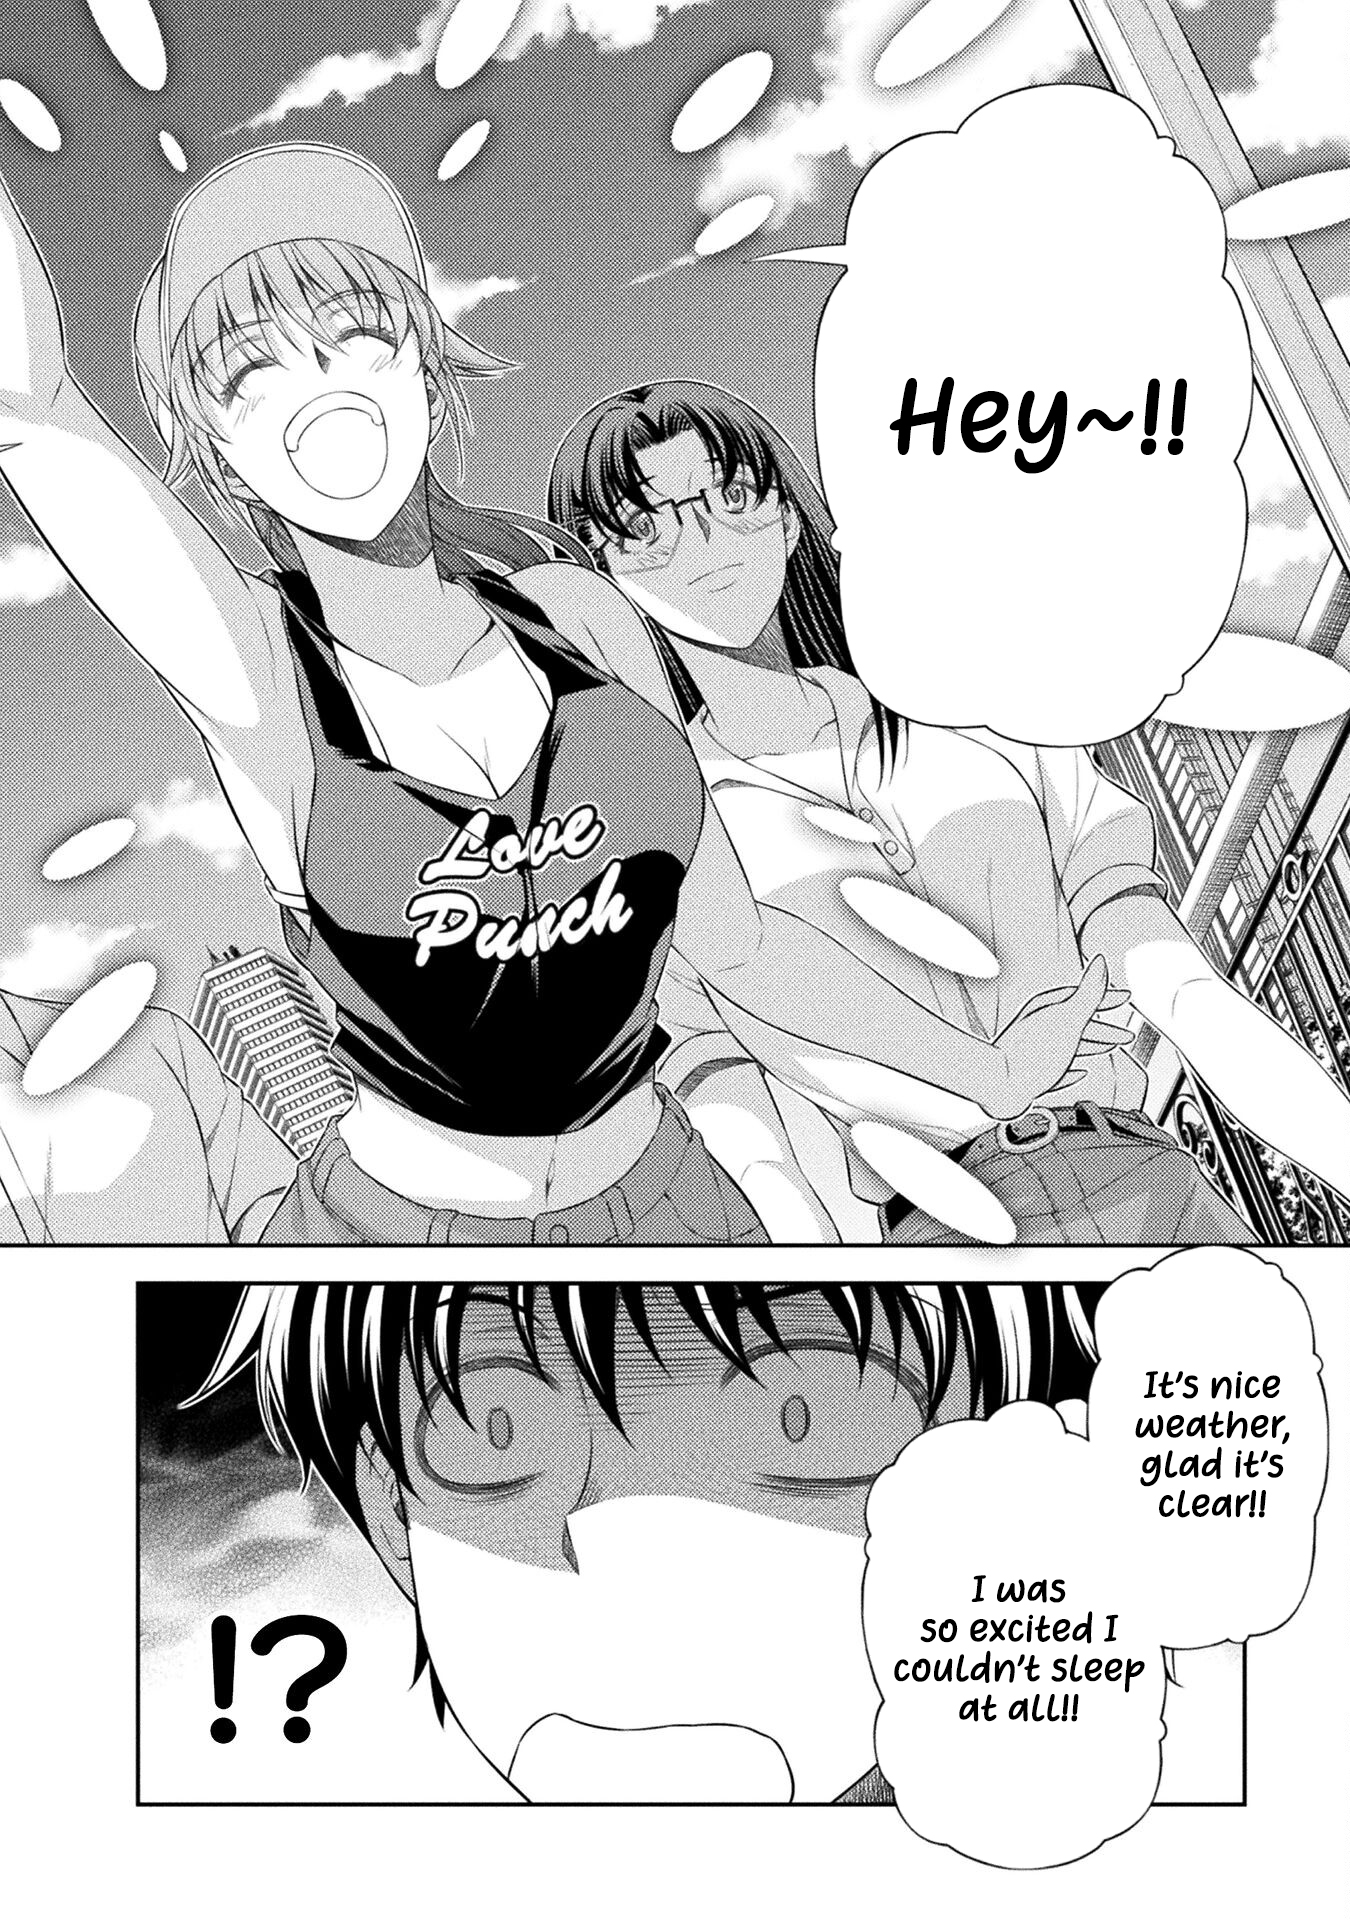 Hey~!!
Love
Punch
It's nice
weather,
glad it's
clear!!
I was
so excited I
couldn't sleep
at all!!
!?